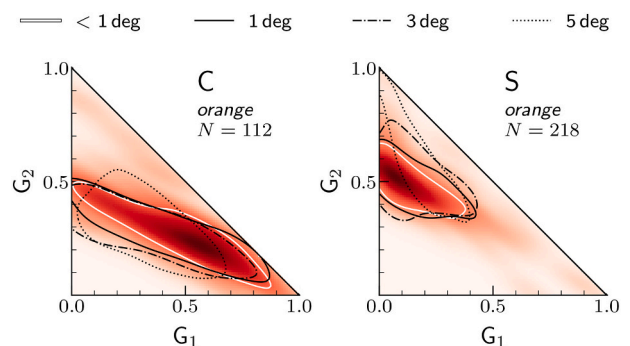 < 1 deg 1 deg 3 deg 5 deg
C
orange
N = 112
G₂
1.0
0.5
0.0 0.5 1.0
G₁
S
orange
N = 218
G₂
1.0
0.5
0.0 0.5 1.0
G₁